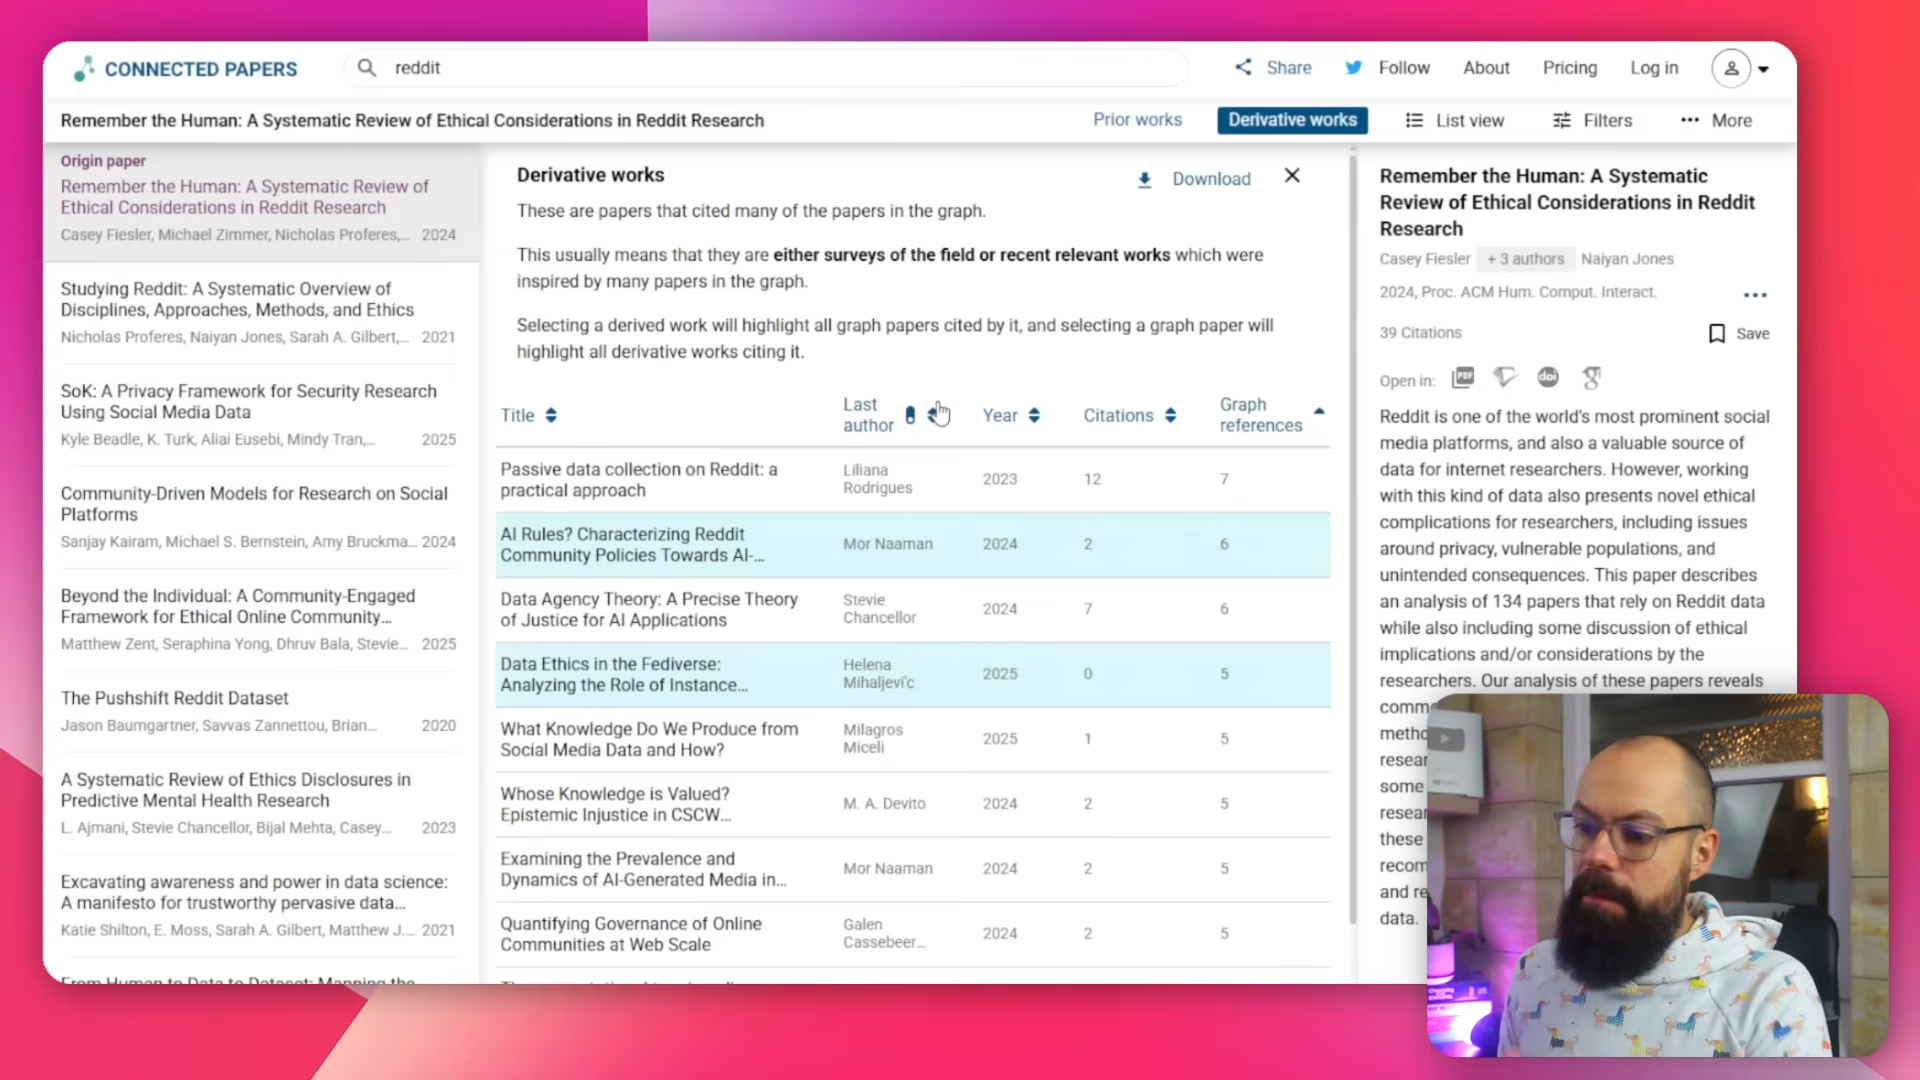 CONNECTED PAPERS
reddit
Share
Follow
About
Pricing
Log in
Remember the Human: A Systematic Review of Ethical Considerations in Reddit Research
Prior works
Derivative works
List view
Filters
More
Origin paper
Remember the Human: A Systematic Review of
Ethical Considerations in Reddit Research
Casey Fiesler, Michael Zimmer, Nicholas Proferes,... 2024
Studying Reddit: A Systematic Overview of
Disciplines, Approaches, Methods, and Ethics
Nicholas Proferes, Naiyan Jones, Sarah A. Gilbert,... 2021
SoK: A Privacy Framework for Security Research
Using Social Media Data
Kyle Beadle, K. Turk, Aliai Eusebi, Mindy Tran,... 2025
Community-Driven Models for Research on Social
Platforms
Sanjay Kairam, Michael S. Bernstein, Amy Bruckma... 2024
Beyond the Individual: A Community-Engaged
Framework for Ethical Online Community...
Matthew Zent, Seraphina Yong, Dhruv Bala, Stevie... 2025
The Pushshift Reddit Dataset
Jason Baumgartner, Savvas Zannettou, Brian... 2020
A Systematic Review of Ethics Disclosures in
Predictive Mental Health Research
L. Ajmani, Stevie Chancellor, Bijal Mehta, Casey... 2023
Excavating awareness and power in data science:
A manifesto for trustworthy pervasive data...
Katie Shilton, E. Moss, Sarah A. Gilbert, Matthew J.... 2021
From Human to Data to Dataset: Mapping the
Derivative works
Download
These are papers that cited many of the papers in the graph.
This usually means that they are either surveys of the field or recent relevant works which were
inspired by many papers in the graph.
Selecting a derived work will highlight all graph papers cited by it, and selecting a graph paper will
highlight all derivative works citing it.
Title
Last
author
Year
Citations
Graph
references
Passive data collection on Reddit: a
practical approach
Liliana
Rodrigues
2023
12
7
AI Rules? Characterizing Reddit
Community Policies Towards AI-...
Mor Naaman
2024
2
6
Data Agency Theory: A Precise Theory
of Justice for AI Applications
Stevie
Chancellor
2024
7
6
Data Ethics in the Fediverse:
Analyzing the Role of Instance...
Helena
Mihaljevi'c
2025
0
5
What Knowledge Do We Produce from
Social Media Data and How?
Milagros
Miceli
2025
1
5
Whose Knowledge is Valued?
Epistemic Injustice in CSCW...
M. A. Devito
2024
2
5
Examining the Prevalence and
Dynamics of AI-Generated Media in...
Mor Naaman
2024
2
5
Quantifying Governance of Online
Communities at Web Scale
Galen
Cassebeer...
2024
2
5
Remember the Human: A Systematic
Review of Ethical Considerations in Reddit
Research
Casey Fiesler + 3 authors Naiyan Jones
2024, Proc. ACM Hum. Comput. Interact.
39 Citations
Save
Open in:
PDF
doi
Reddit is one of the world's most prominent social
media platforms, and also a valuable source of
data for internet researchers. However, working
with this kind of data also presents novel ethical
complications for researchers, including issues
around privacy, vulnerable populations, and
unintended consequences. This paper describes
an analysis of 134 papers that rely on Reddit data
while also including some discussion of ethical
implications and/or considerations by the
researchers. Our analysis of these papers reveals
comm
metho
resear
some
resear
these
recom
and re
data.